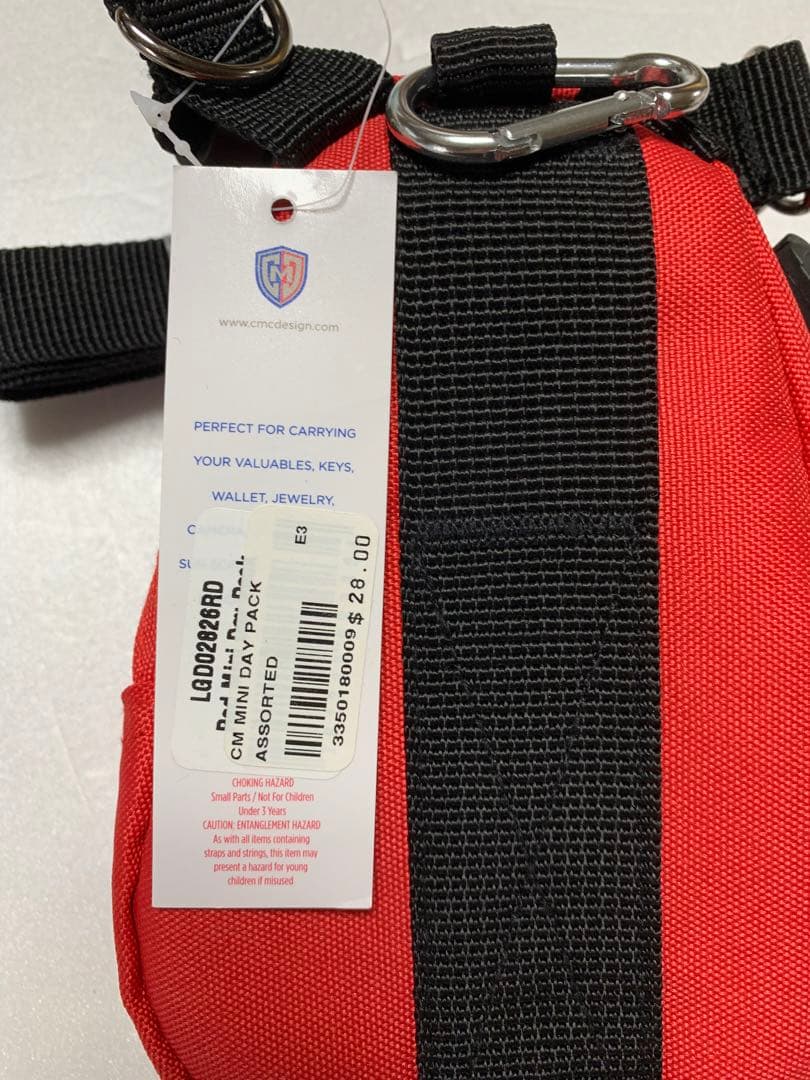 CMC
www.cmcdesign.com
PERFECT FOR CARRYING
YOUR VALUABLES, KEYS,
WALLET, JEWELRY,
LGD02626RD
CM MINI DAY PACK
ASSORTED
E3
3350180009
$28.00
CHOKING HAZARD
Small Parts / Not For Children
Under 3 Years
CAUTION: ENTANGLEMENT HAZARD
As with all items containing
straps and strings, this item may
present a hazard for young
children if misused